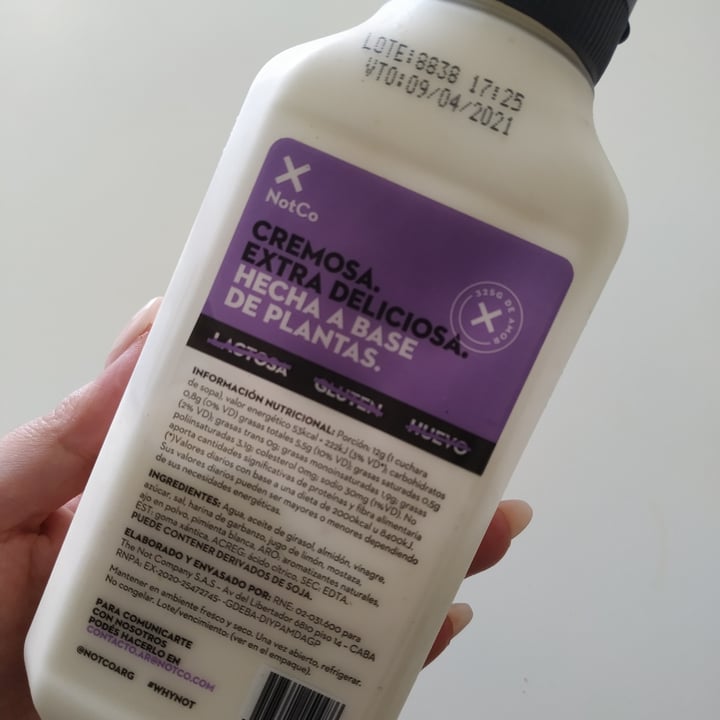 LOTE:8838 17:25
VTO:09/04/2021
NotCo
CREMOSA.
EXTRA DELICIOSA.
HECHA A BASE
DE PLANTAS.
325G DE AMOR
LACTOSA GLUTEN HUEVO
INFORMACIÓN NUTRICIONAL: Porción: 12g (1 cuchara
de sopa), valor energético 53kcal - 222kJ (3% VD*); carbohidratos
0,8g (0% VD) grasas totales 5,5g (10% VD); grasas saturadas 0,5g
(2% VD); grasas trans 0g; grasas monoinsaturadas 1,9g; grasas
poliinsaturadas 3,1g; colesterol 0mg; sodio 30mg (1%VD). No
aporta cantidades significativas de proteínas y fibra alimentaria
(*)Valores diarios con base a una dieta de 2000kcal u 8400kJ.
Sus valores diarios pueden ser mayores o menores dependiendo
de sus necesidades energéticas.
INGREDIENTES: Agua, aceite de girasol, almidón, vinagre,
azúcar, sal, harina de garbanzo, jugo de limón, mostaza,
ajo en polvo, pimienta blanca, ARO: aromatizantes naturales,
EST: goma xántica, ACREG: ácido cítrico, SEC: EDTA.
PUEDE CONTENER DERIVADOS DE SOJA.
ELABORADO Y ENVASADO POR: RNE: 02-031.600 para
The Not Company S.A.S. - Av del Libertador 6810 piso 14 - CABA
RNPA: EX-2020-25472745- -GDEBA-DIYPAMDAGP
Mantener en ambiente fresco y seco. Una vez abierto, refrigerar.
No congelar. Lote/vencimiento: (ver en el empaque).
PARA COMUNICARTE
CON NOSOTROS
PODÉS HACERLO EN
CONTACTO.AR@NOTCO.COM
@NOTCOARG #WHYNOT